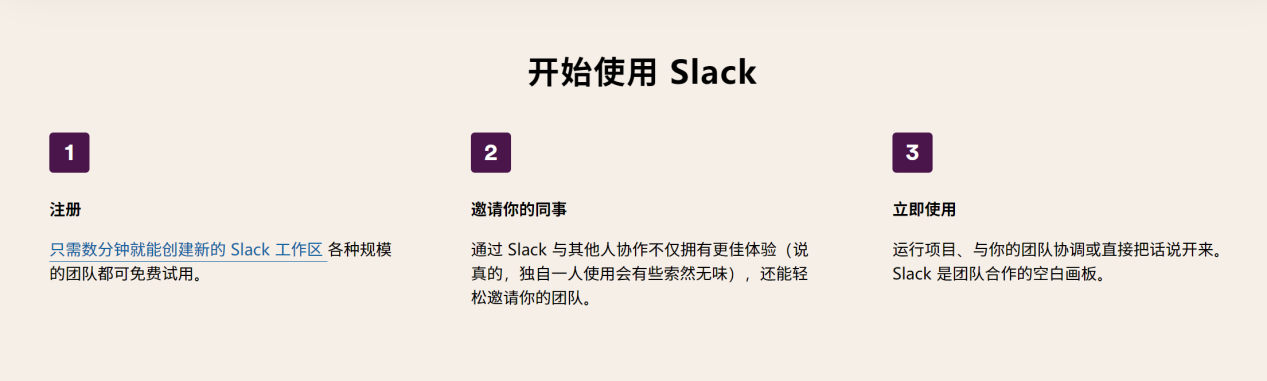 开始使用 Slack
1
注册
只需数分钟就能创建新的 Slack 工作区 各种规模
的团队都可免费试用。
2
邀请你的同事
通过 Slack 与其他人协作不仅拥有更佳体验（说
真的，独自一人使用会有些索然无味），还能轻
松邀请你的团队。
3
立即使用
运行项目、与你的团队协调或直接把话说开来。
Slack 是团队合作的空白画板。